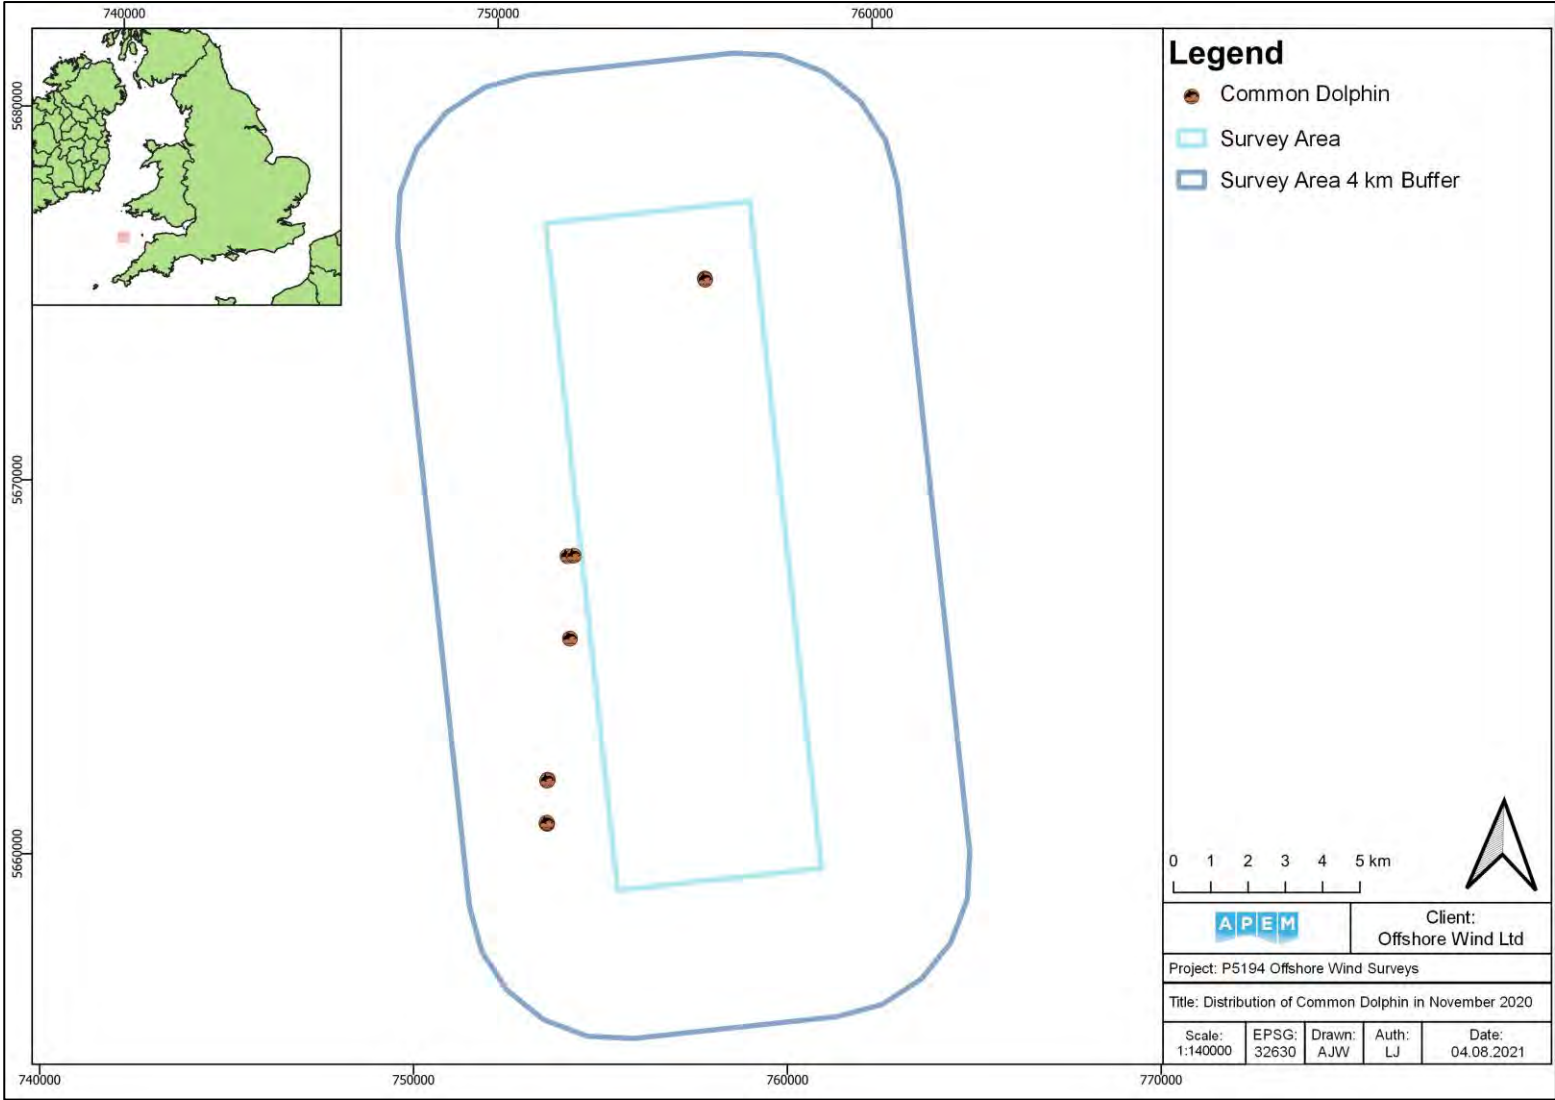 740000
750000
760000
5680000
5670000
5660000
740000
750000
760000
770000
Legend
Common Dolphin
Survey Area
Survey Area 4 km Buffer
0 1 2 3 4 5 km
APEM
Client:
Offshore Wind Ltd
Project: P5194 Offshore Wind Surveys
Title: Distribution of Common Dolphin in November 2020
Scale:
1:140000
EPSG:
32630
Drawn:
AJW
Auth:
LJ
Date:
04.08.2021